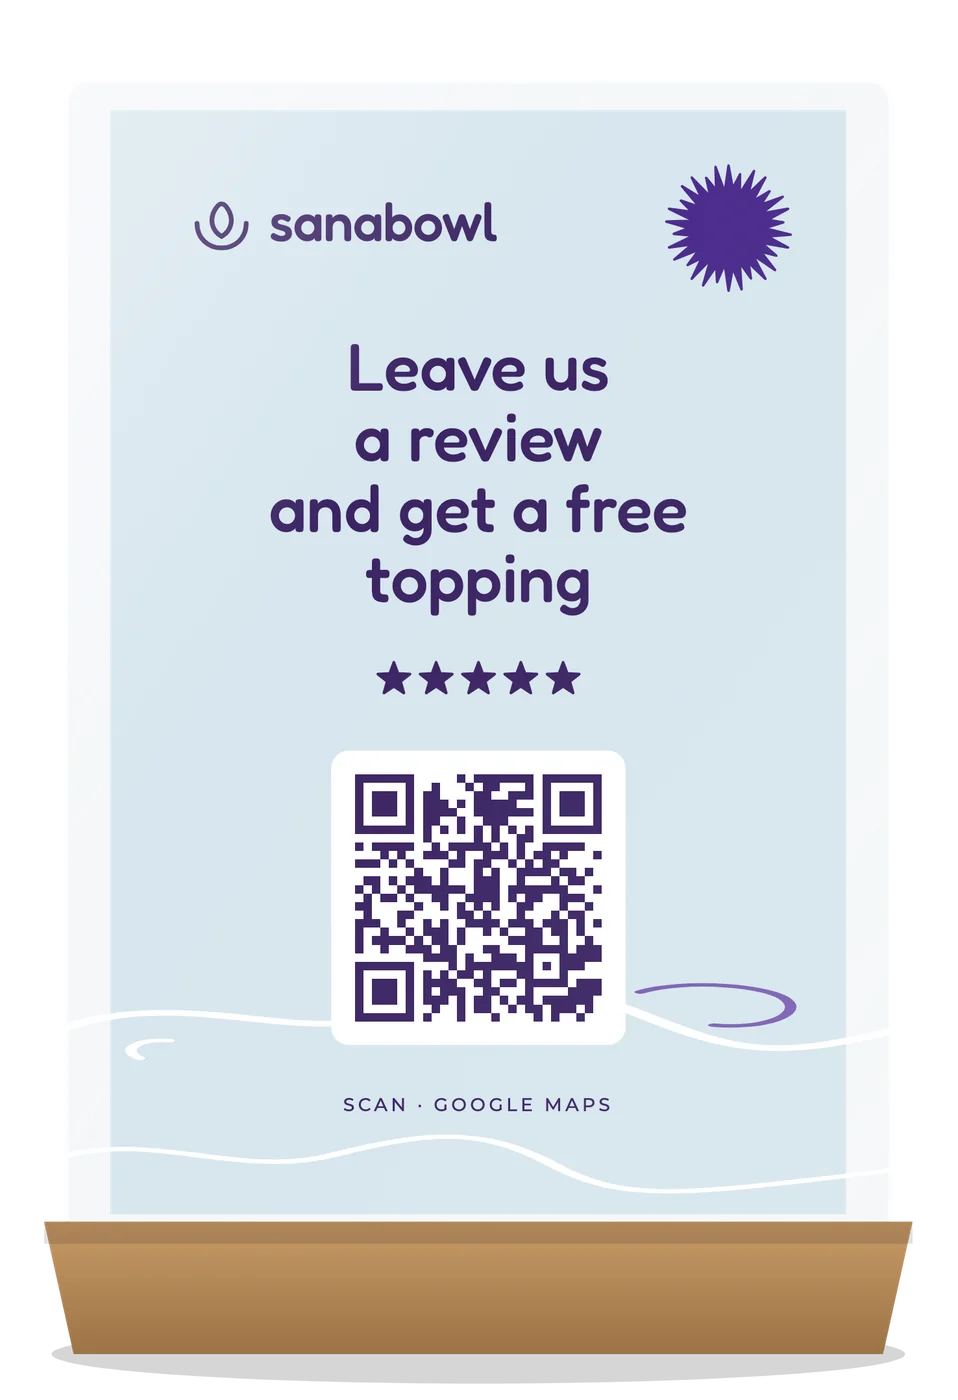 sanabowl
Leave us
a review
and get a free
topping
SCAN · GOOGLE MAPS